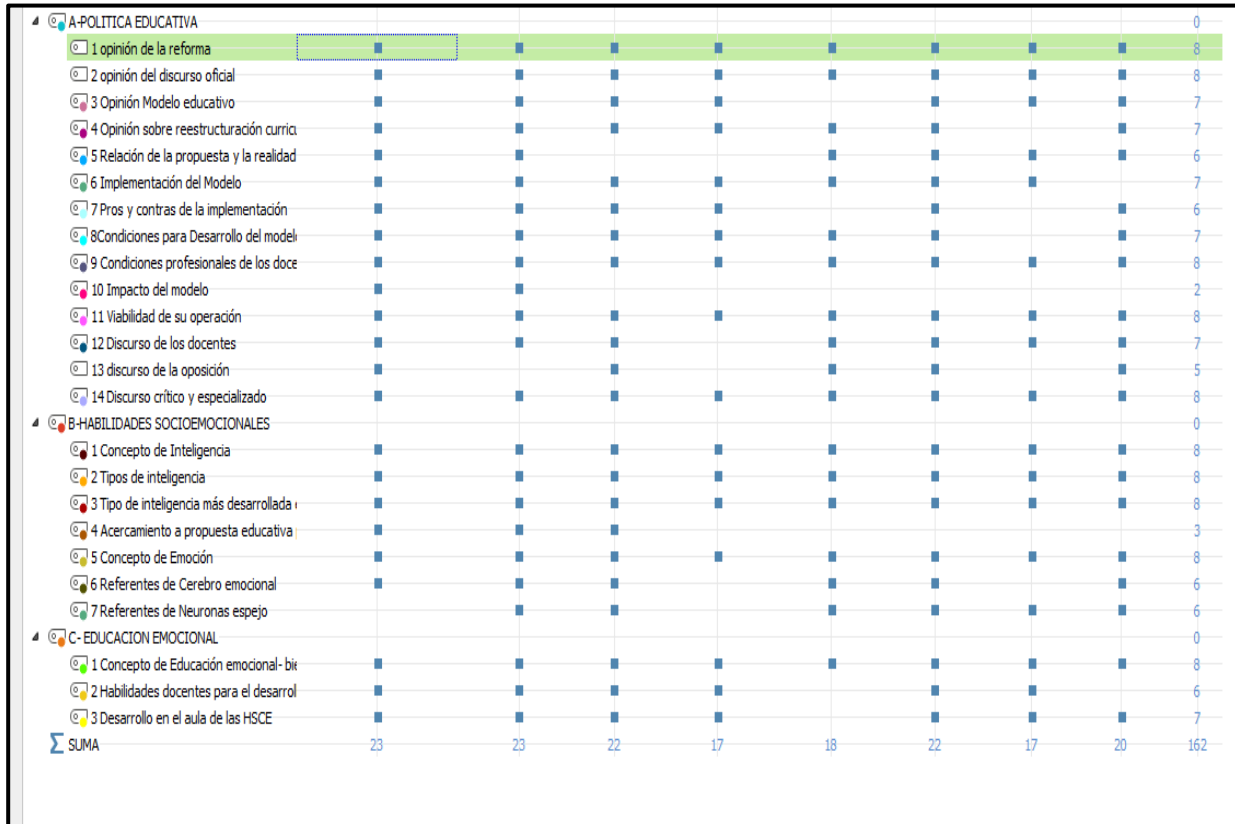 A-POLITICA EDUCATIVA 0
1 opinión de la reforma 8
2 opinión del discurso oficial 8
3 Opinión Modelo educativo 7
4 Opinión sobre reestructuración curricu 7
5 Relación de la propuesta y la realidad 6
6 Implementación del Modelo 7
7 Pros y contras de la implementación 6
8Condiciones para Desarrollo del model 7
9 Condiciones profesionales de los doce 8
10 Impacto del modelo 2
11 Viabilidad de su operación 8
12 Discurso de los docentes 7
13 discurso de la oposición 5
14 Discurso crítico y especializado 8
B-HABILIDADES SOCIOEMOCIONALES 0
1 Concepto de Inteligencia 8
2 Tipos de inteligencia 8
3 Tipo de inteligencia más desarrollada 8
4 Acercamiento a propuesta educativa 3
5 Concepto de Emoción 8
6 Referentes de Cerebro emocional 6
7 Referentes de Neuronas espejo 6
C- EDUCACION EMOCIONAL 0
1 Concepto de Educación emocional- bie 8
2 Habilidades docentes para el desarrol 6
3 Desarrollo en el aula de las HSCE 7
Σ SUMA 23 23 22 17 18 22 17 20 162